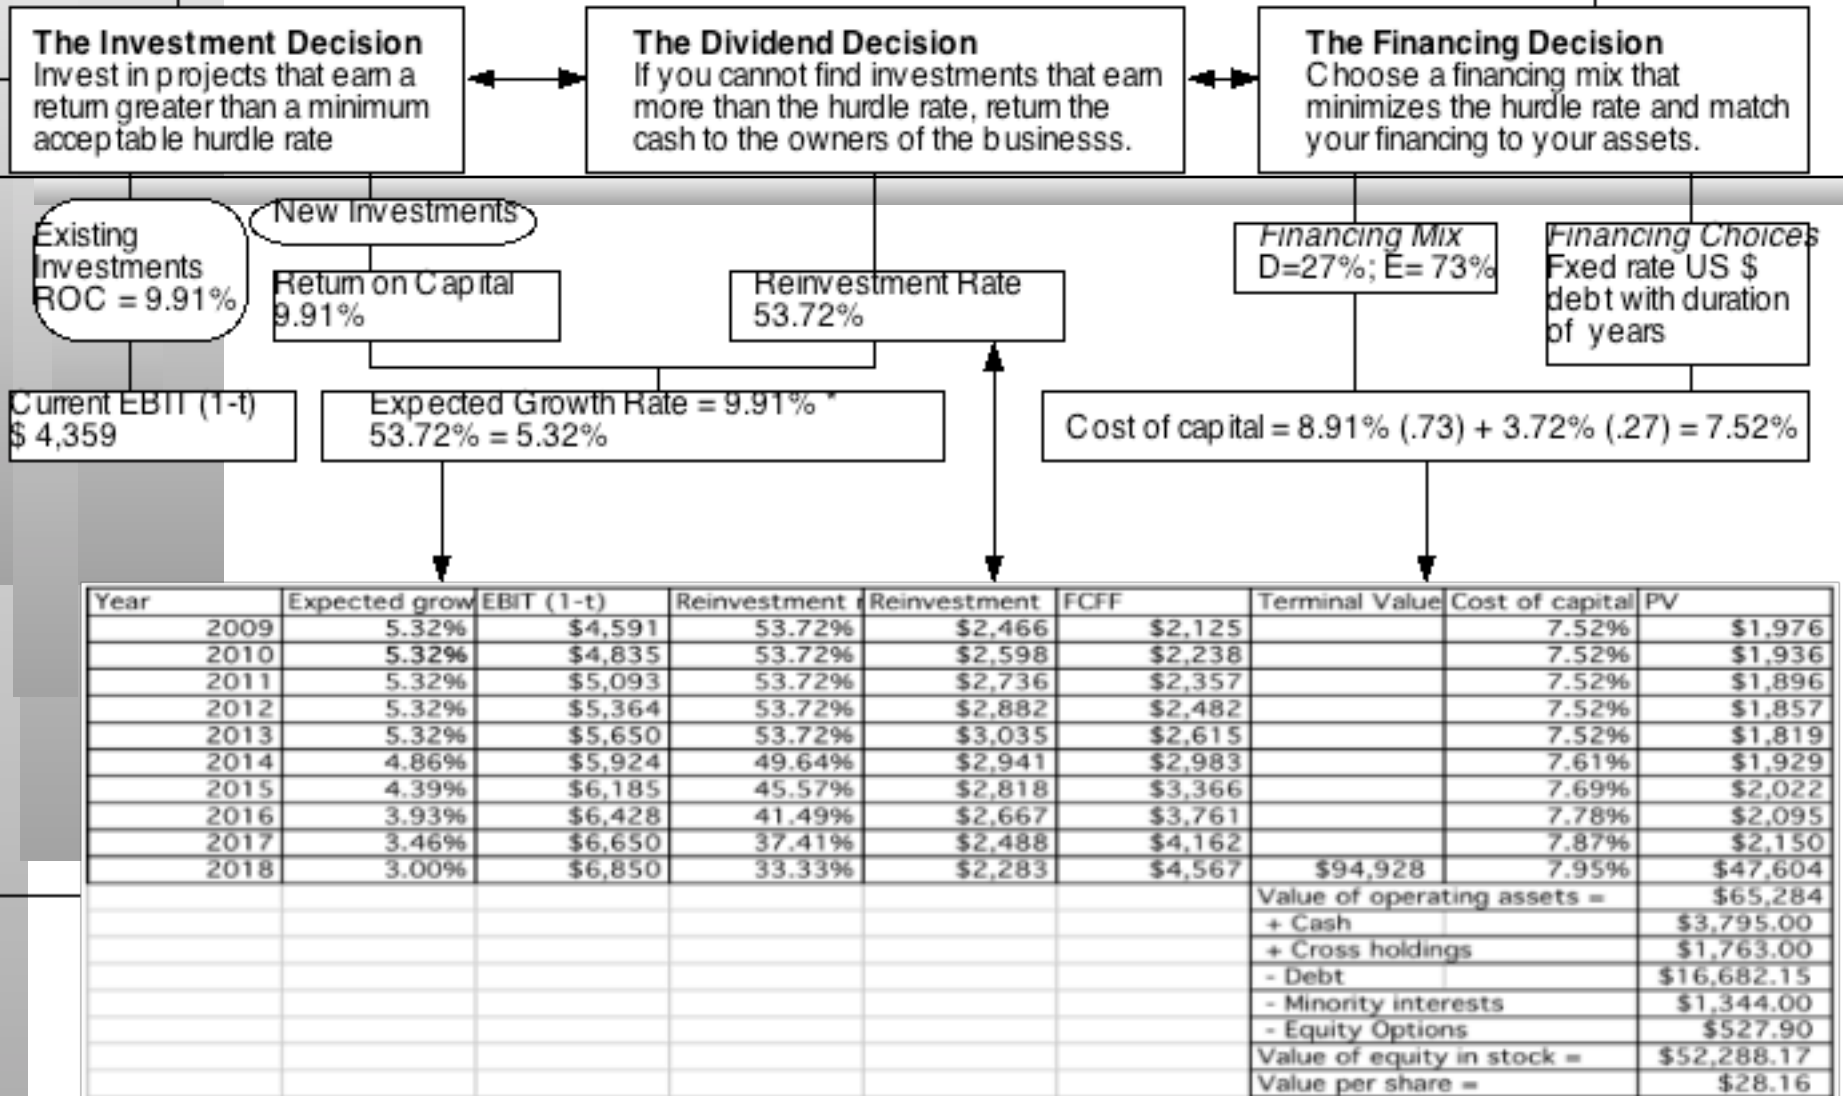 The Investment Decision
Invest in projects that earn a
return greater than a minimum
acceptable hurdle rate
The Dividend Decision
If you cannot find investments that earn
more than the hurdle rate, return the
cash to the owners of the businesss.
The Financing Decision
Choose a financing mix that
minimizes the hurdle rate and match
your financing to your assets.
Existing
Investments
ROC = 9.91%
New Investments
Return on Capital
9.91%
Reinvestment Rate
53.72%
Financing Mix
D=27%; E= 73%
Financing Choices
Fxed rate US $
debt with duration
of years
Current EBIT (1-t)
$ 4,359
Expected Growth Rate = 9.91% *
53.72% = 5.32%
Cost of capital = 8.91% (.73) + 3.72% (.27) = 7.52%
Year Expected grow EBIT (1-t) Reinvestment r Reinvestment FCFF Terminal Value Cost of capital PV
2009 5.32% $4,591 53.72% $2,466 $2,125 7.52% $1,976
2010 5.32% $4,835 53.72% $2,598 $2,238 7.52% $1,936
2011 5.32% $5,093 53.72% $2,736 $2,357 7.52% $1,896
2012 5.32% $5,364 53.72% $2,882 $2,482 7.52% $1,857
2013 5.32% $5,650 53.72% $3,035 $2,615 7.52% $1,819
2014 4.86% $5,924 49.64% $2,941 $2,983 7.61% $1,929
2015 4.39% $6,185 45.57% $2,818 $3,366 7.69% $2,022
2016 3.93% $6,428 41.49% $2,667 $3,761 7.78% $2,095
2017 3.46% $6,650 37.41% $2,488 $4,162 7.87% $2,150
2018 3.00% $6,850 33.33% $2,283 $4,567 $94,928 7.95% $47,604
Value of operating assets = $65,284
+ Cash $3,795.00
+ Cross holdings $1,763.00
- Debt $16,682.15
- Minority interests $1,344.00
- Equity Options $527.90
Value of equity in stock = $52,288.17
Value per share = $28.16